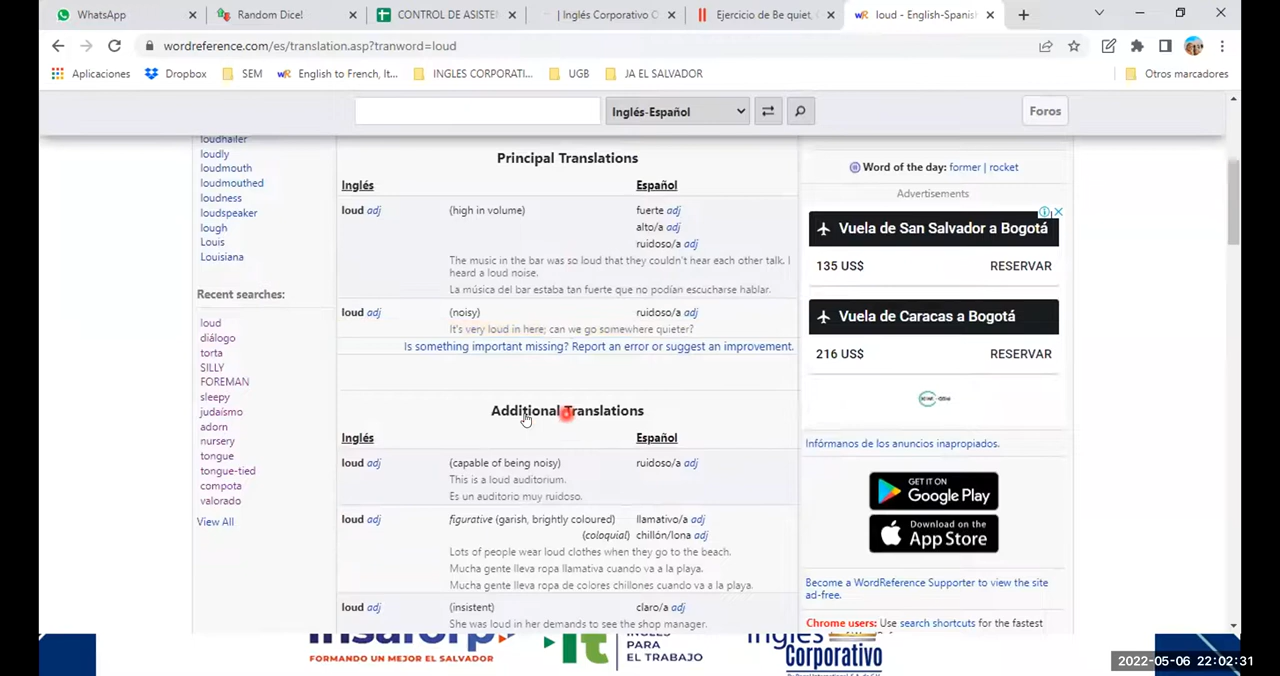 WhatsApp
Random Dice!
CONTROL DE ASISTE
| Inglés Corporativo O
Ejercicio de Be quiet,
loud - English-Spanis
wordreference.com/es/translation.asp?tranword=loud
Aplicaciones
Dropbox
SEM
English to French, It...
INGLES CORPORATI...
UGB
JA EL SALVADOR
Otros marcadores
Inglés-Español
Foros
loudhailer
loudly
loudmouth
loudmouthed
loudness
loudspeaker
lough
Louis
Louisiana
Recent searches:
loud
diálogo
torta
SILLY
FOREMAN
sleepy
judaísmo
adorn
nursery
tongue
tongue-tied
compota
valorado
View All
Principal Translations
Inglés Español
loud adj (high in volume) fuerte adj
alto/a adj
ruidoso/a adj
The music in the bar was so loud that they couldn't hear each other talk. I
heard a loud noise.
La música del bar estaba tan fuerte que no podían escucharse hablar.
loud adj (noisy) ruidoso/a adj
It's very loud in here; can we go somewhere quieter?
Is something important missing? Report an error or suggest an improvement.
Additional Translations
Inglés Español
loud adj (capable of being noisy) ruidoso/a adj
This is a loud auditorium.
Es un auditorio muy ruidoso.
loud adj figurative (garish, brightly coloured) llamativo/a adj
(coloquial) chillón/lona adj
Lots of people wear loud clothes when they go to the beach.
Mucha gente lleva ropa llamativa cuando va a la playa.
Mucha gente lleva ropa de colores chillones cuando va a la playa.
loud adj (insistent) claro/a adj
She was loud in her demands to see the shop manager.
Word of the day: former | rocket
Advertisements
Vuela de San Salvador a Bogotá
135 US$ RESERVAR
Vuela de Caracas a Bogotá
216 US$ RESERVAR
Infórmanos de los anuncios inapropiados.
GET IT ON
Google Play
Download on the
App Store
Become a WordReference Supporter to view the site
ad-free.
Chrome users: Use search shortcuts for the fastest
insaforp
FORMANDO UN MEJOR EL SALVADOR
it
INGLÉS
PARA
EL TRABAJO
Inglés
Corporativo
2022-05-06 22:02:31